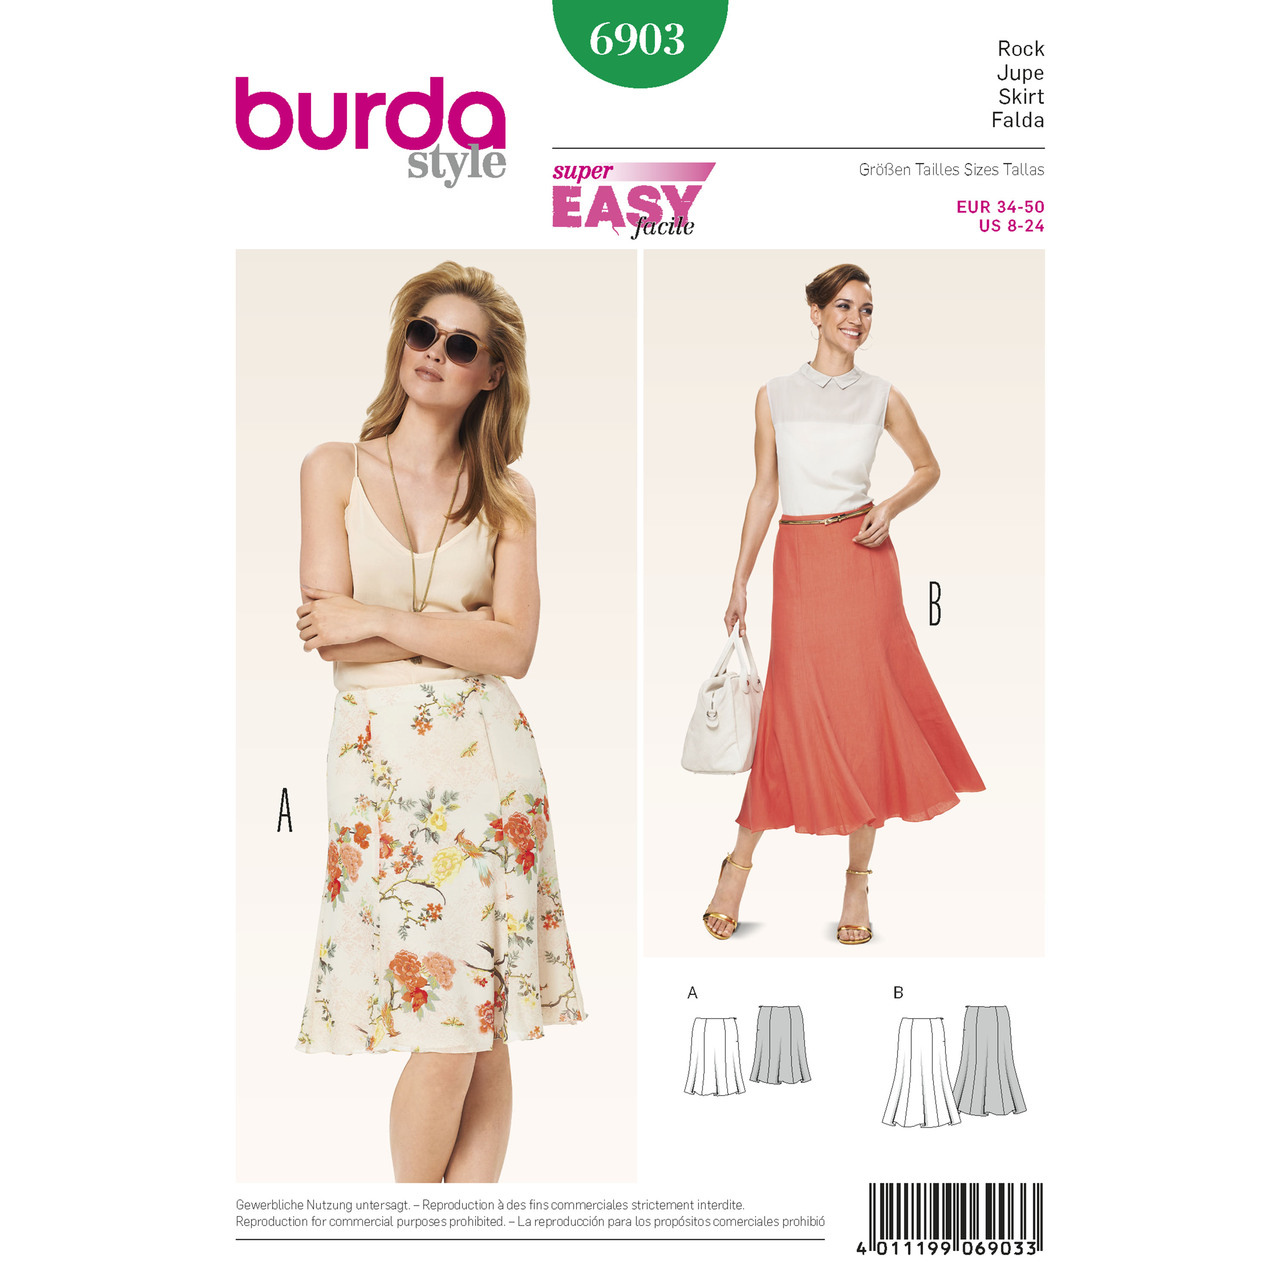 6903
burda
style
super
EASY
facile
Rock
Jupe
Skirt
Falda
Größen Tailles Sizes Tallas
EUR 34-50
US 8-24
A
B
A
B
Gewerbliche Nutzung untersagt. – Reproduction à des fins commerciales strictement interdite.
Reproduction for commercial purposes prohibited. – La reproducción para los propósitos comerciales prohibió
4 011199 069033